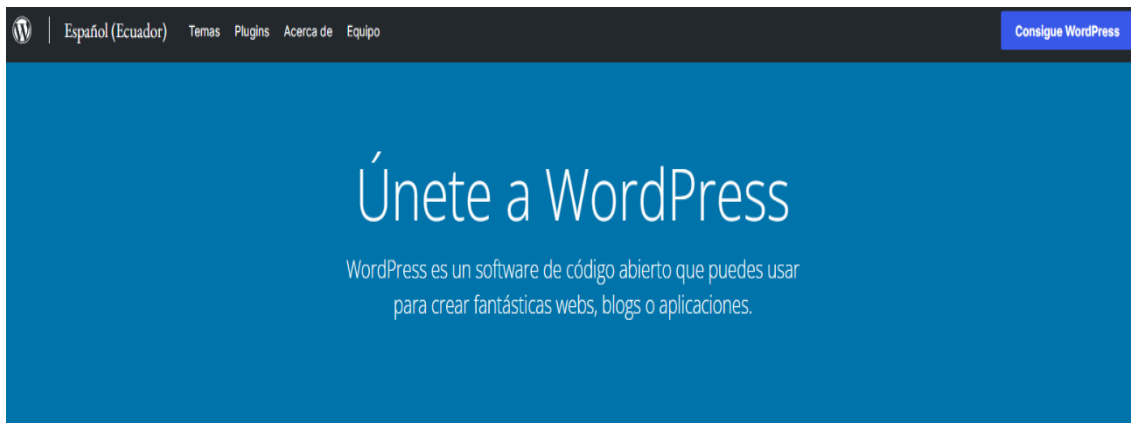 Español (Ecuador) Temas Plugins Acerca de Equipo Consigue WordPress
Únete a WordPress
WordPress es un software de código abierto que puedes usar
para crear fantásticas webs, blogs o aplicaciones.